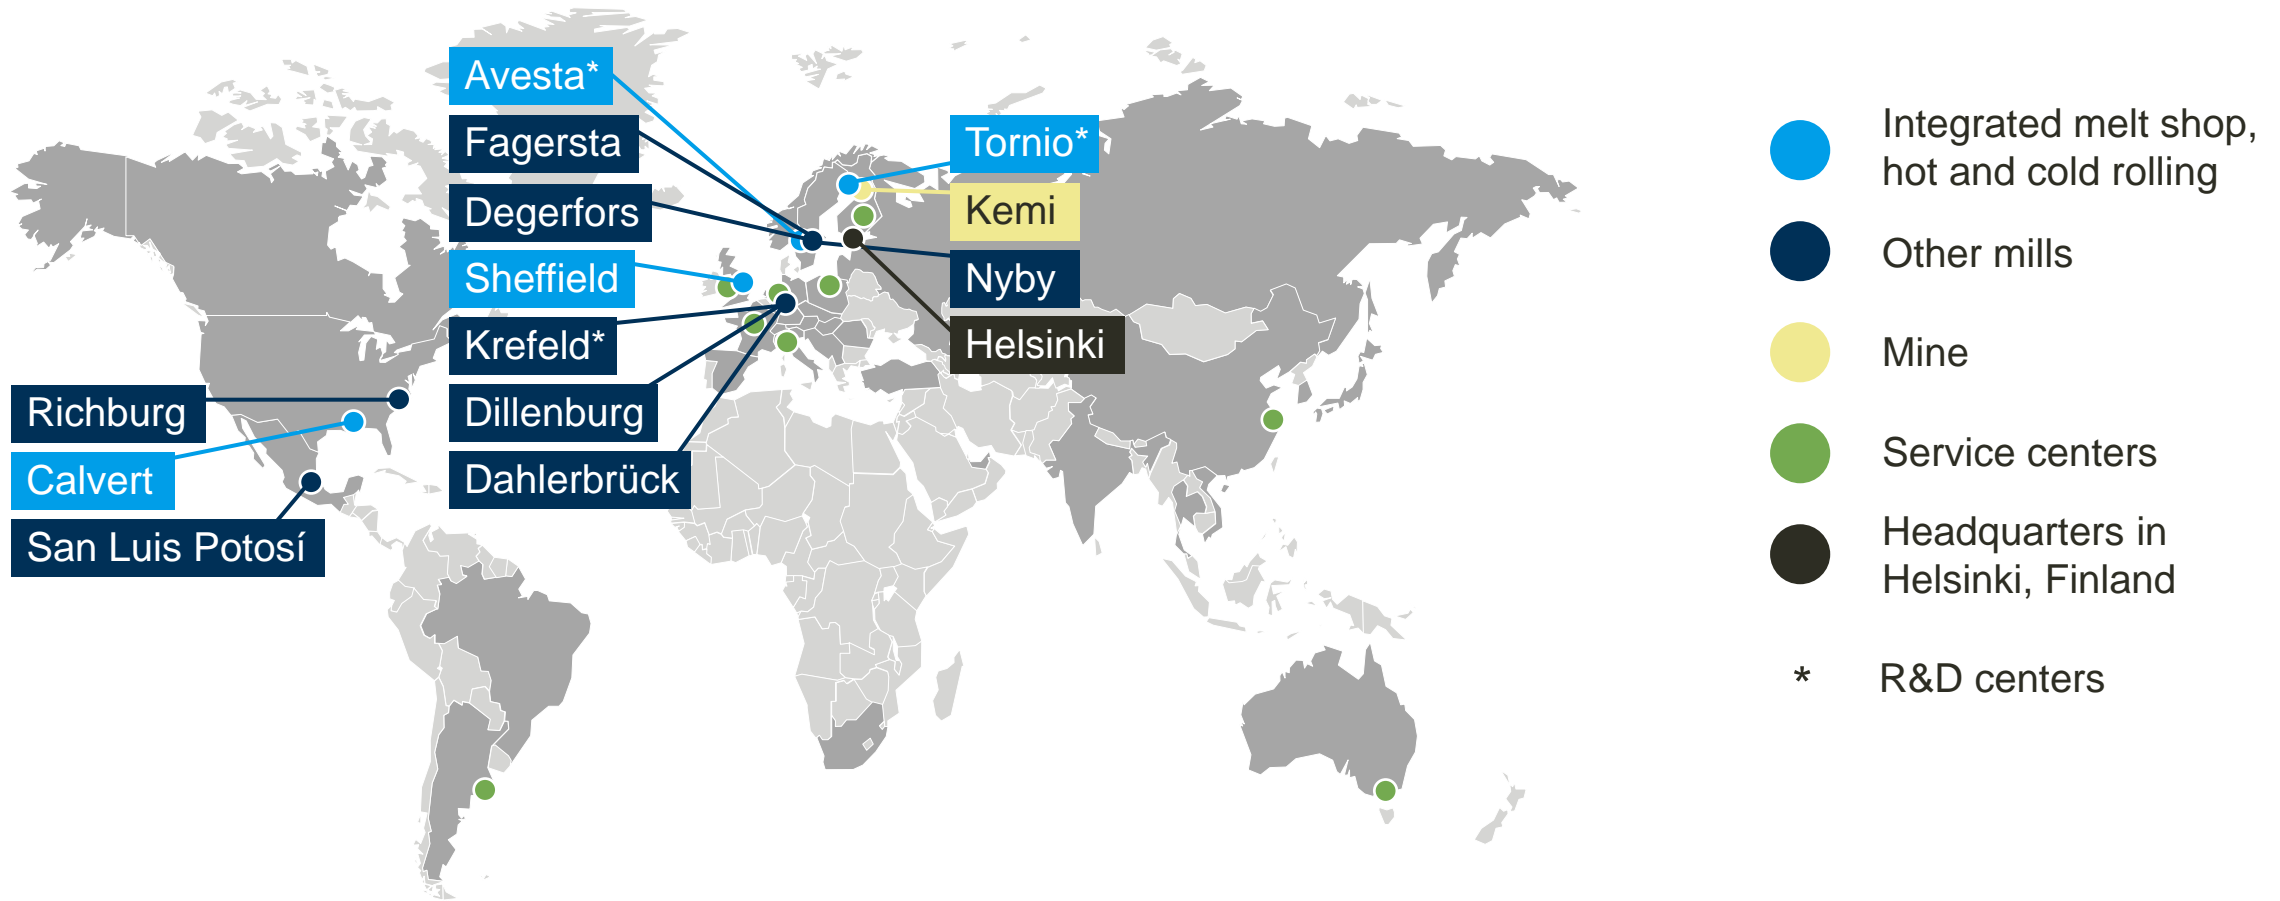 Avesta*
Fagersta
Degerfors
Sheffield
Krefeld*
Dillenburg
Dahlerbrück
Richburg
Calvert
San Luis Potosí
Tornio*
Kemi
Nyby
Helsinki
Integrated melt shop,
hot and cold rolling
Other mills
Mine
Service centers
Headquarters in
Helsinki, Finland
* R&D centers